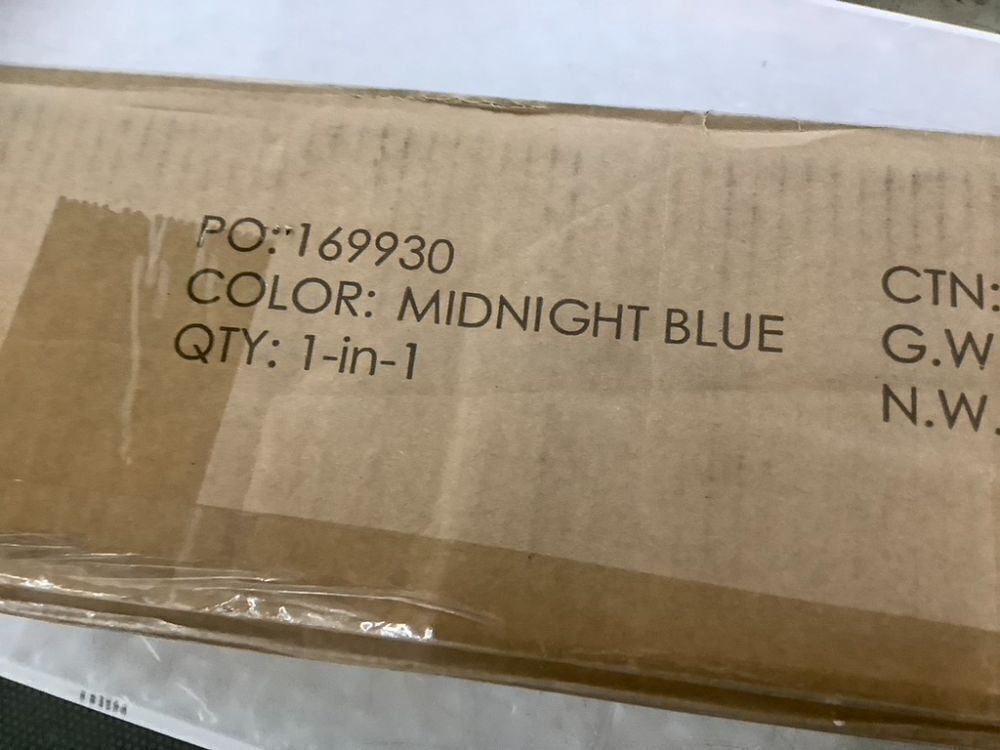 PO: 169930
COLOR: MIDNIGHT BLUE
QTY: 1-in-1
CTN:
G.W
N.W.